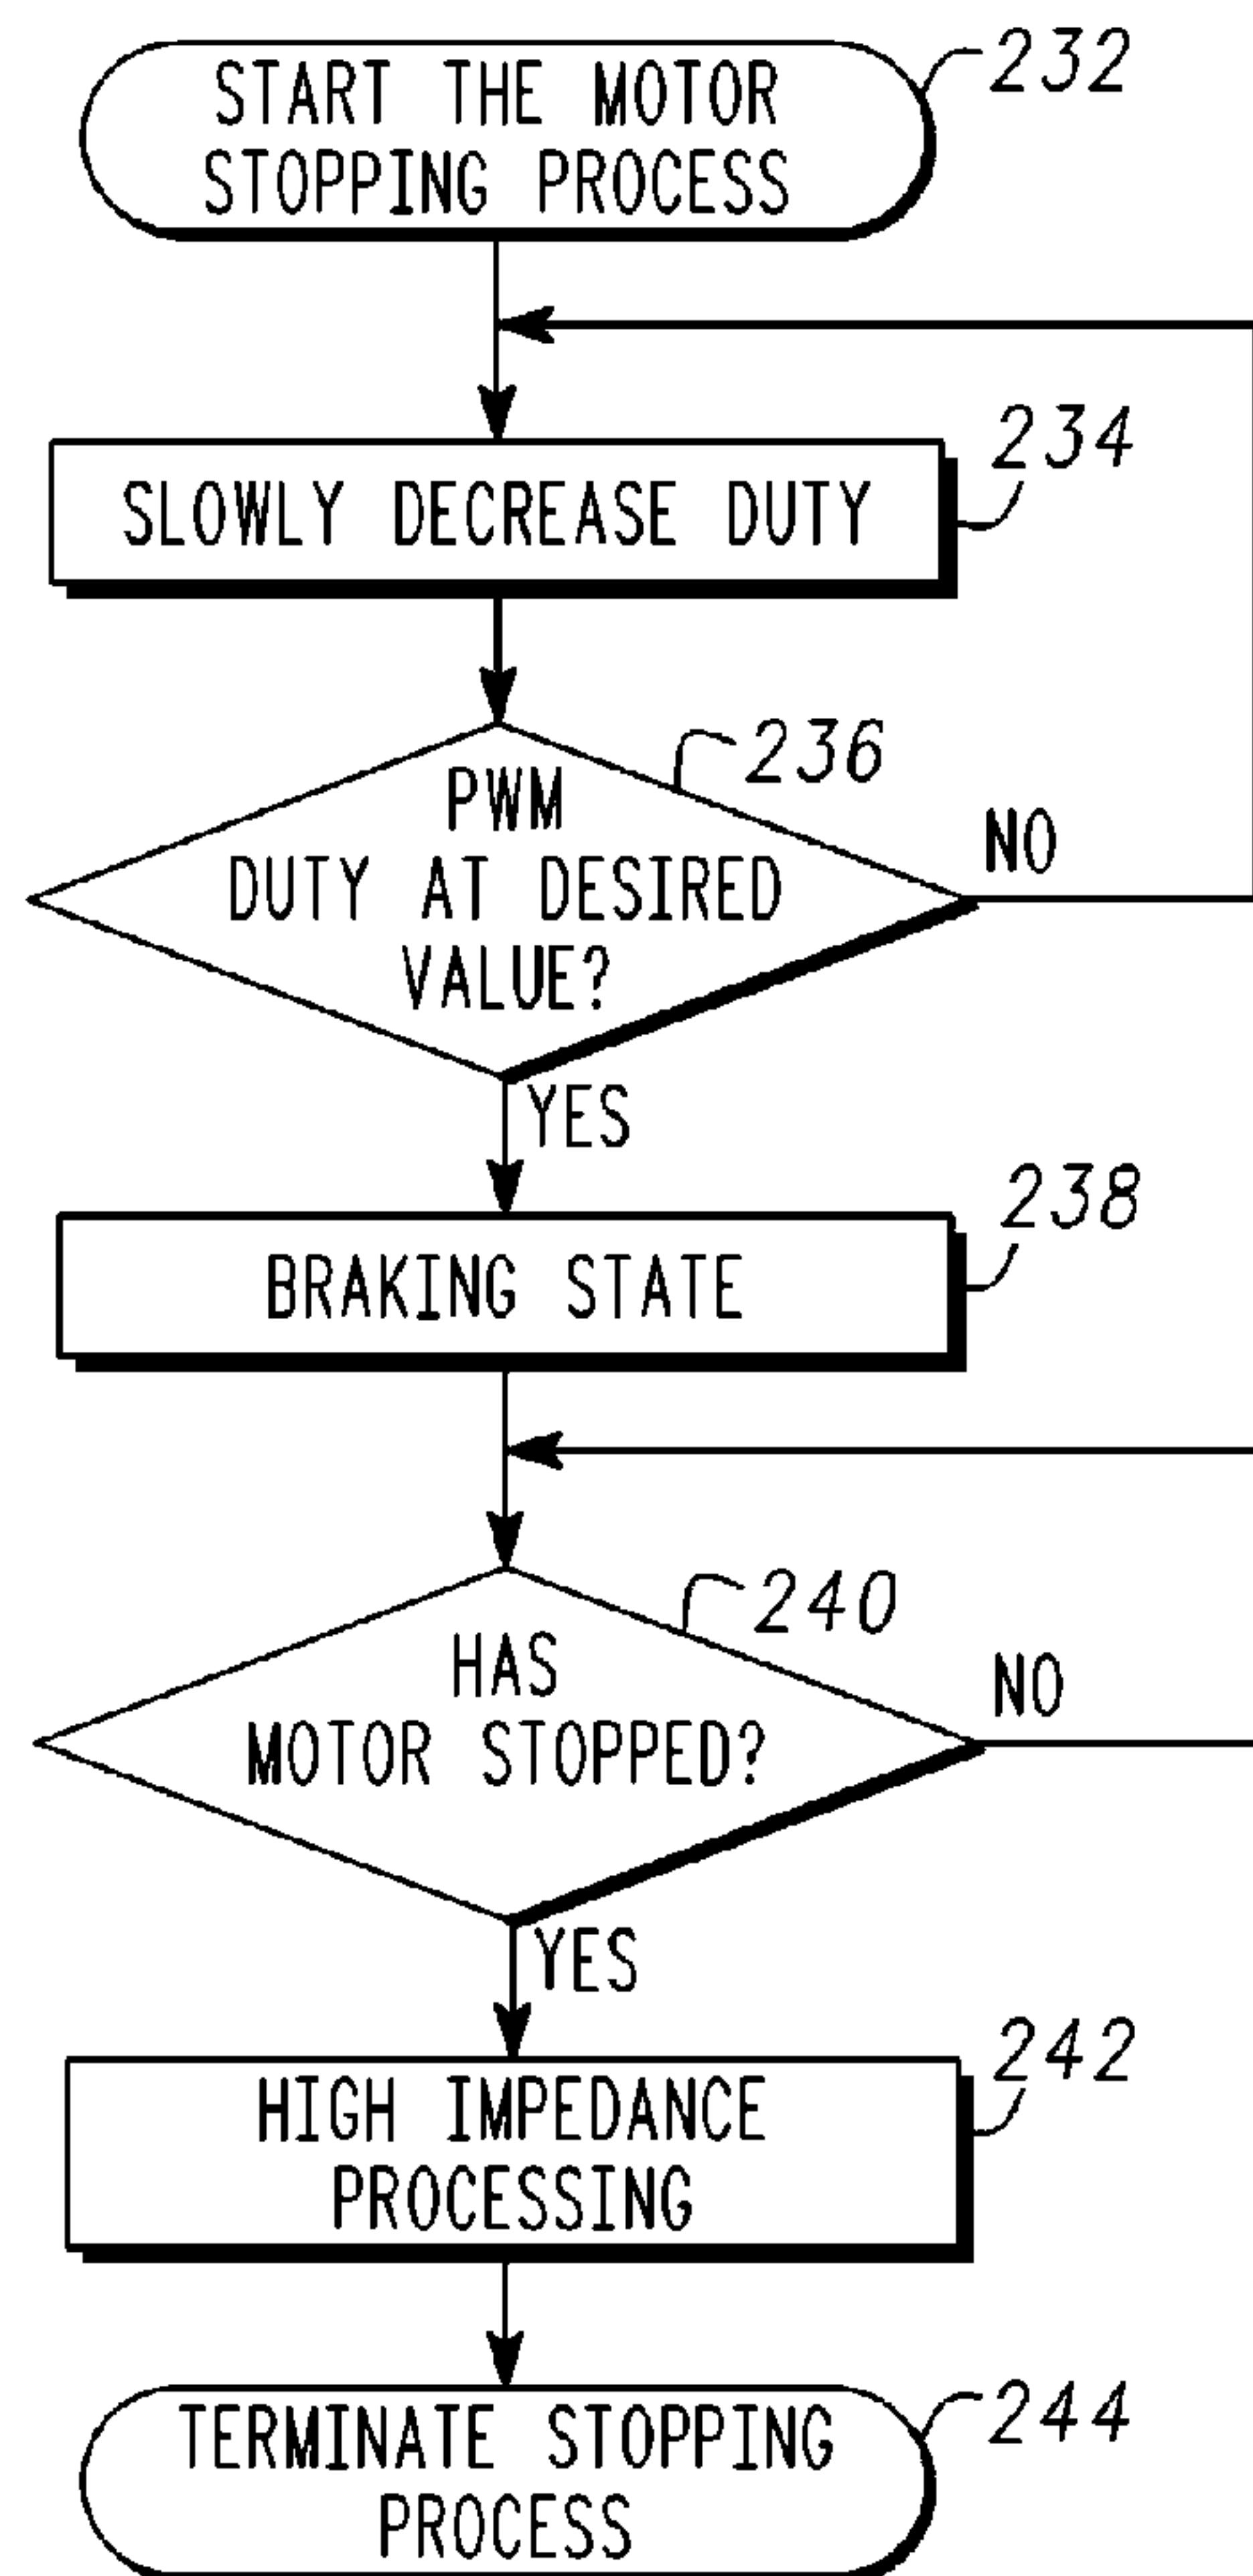 START THE MOTOR
STOPPING PROCESS
232
SLOWLY DECREASE DUTY
234
236
PWM
DUTY AT DESIRED
VALUE?
NO
YES
BRAKING STATE
238
240
HAS
MOTOR STOPPED?
NO
YES
HIGH IMPEDANCE
PROCESSING
242
TERMINATE STOPPING
PROCESS
244